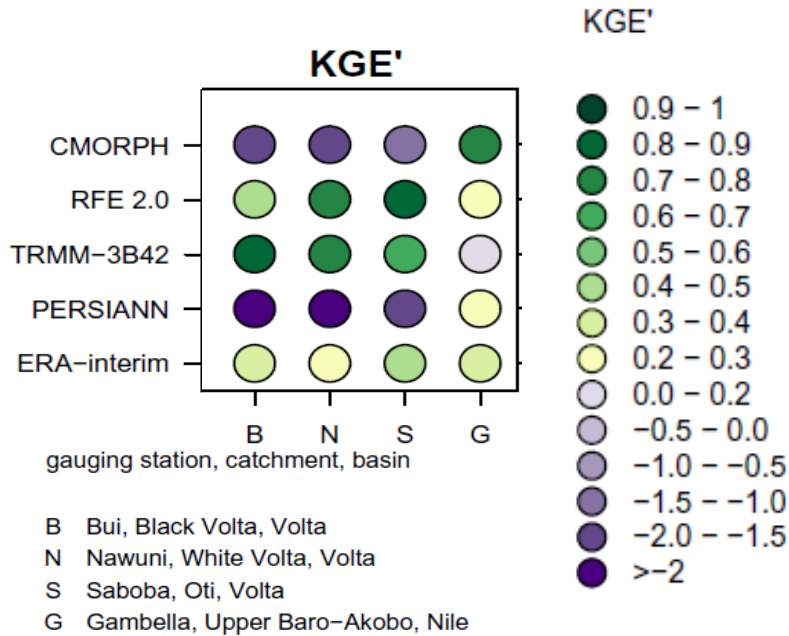 KGE'
KGE'
CMORPH
RFE 2.0
TRMM−3B42
PERSIANN
ERA−interim
B N S G
gauging station, catchment, basin
B Bui, Black Volta, Volta
N Nawuni, White Volta, Volta
S Saboba, Oti, Volta
G Gambella, Upper Baro−Akobo, Nile
0.9 − 1
0.8 − 0.9
0.7 − 0.8
0.6 − 0.7
0.5 − 0.6
0.4 − 0.5
0.3 − 0.4
0.2 − 0.3
0.0 − 0.2
−0.5 − 0.0
−1.0 − −0.5
−1.5 − −1.0
−2.0 − −1.5
>−2